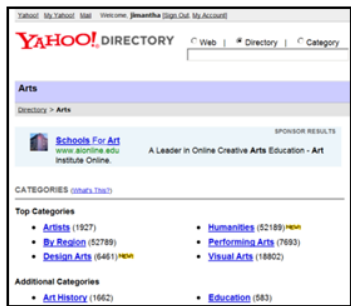 Yahoo! My Yahoo! Mail Welcome, jimantha [Sign Out, My Account]
YAHOO! DIRECTORY Web | Directory | Category
Arts
Directory > Arts
SPONSOR RESULTS
Schools For Art
www.aionline.edu A Leader in Online Creative Arts Education - Art
Institute Online.
CATEGORIES (What's This?)
Top Categories
Artists (1927) Humanities (52189) NEW!
By Region (52789) Performing Arts (7693)
Design Arts (6461) NEW! Visual Arts (18802)
Additional Categories
Art History (1662) Education (583)